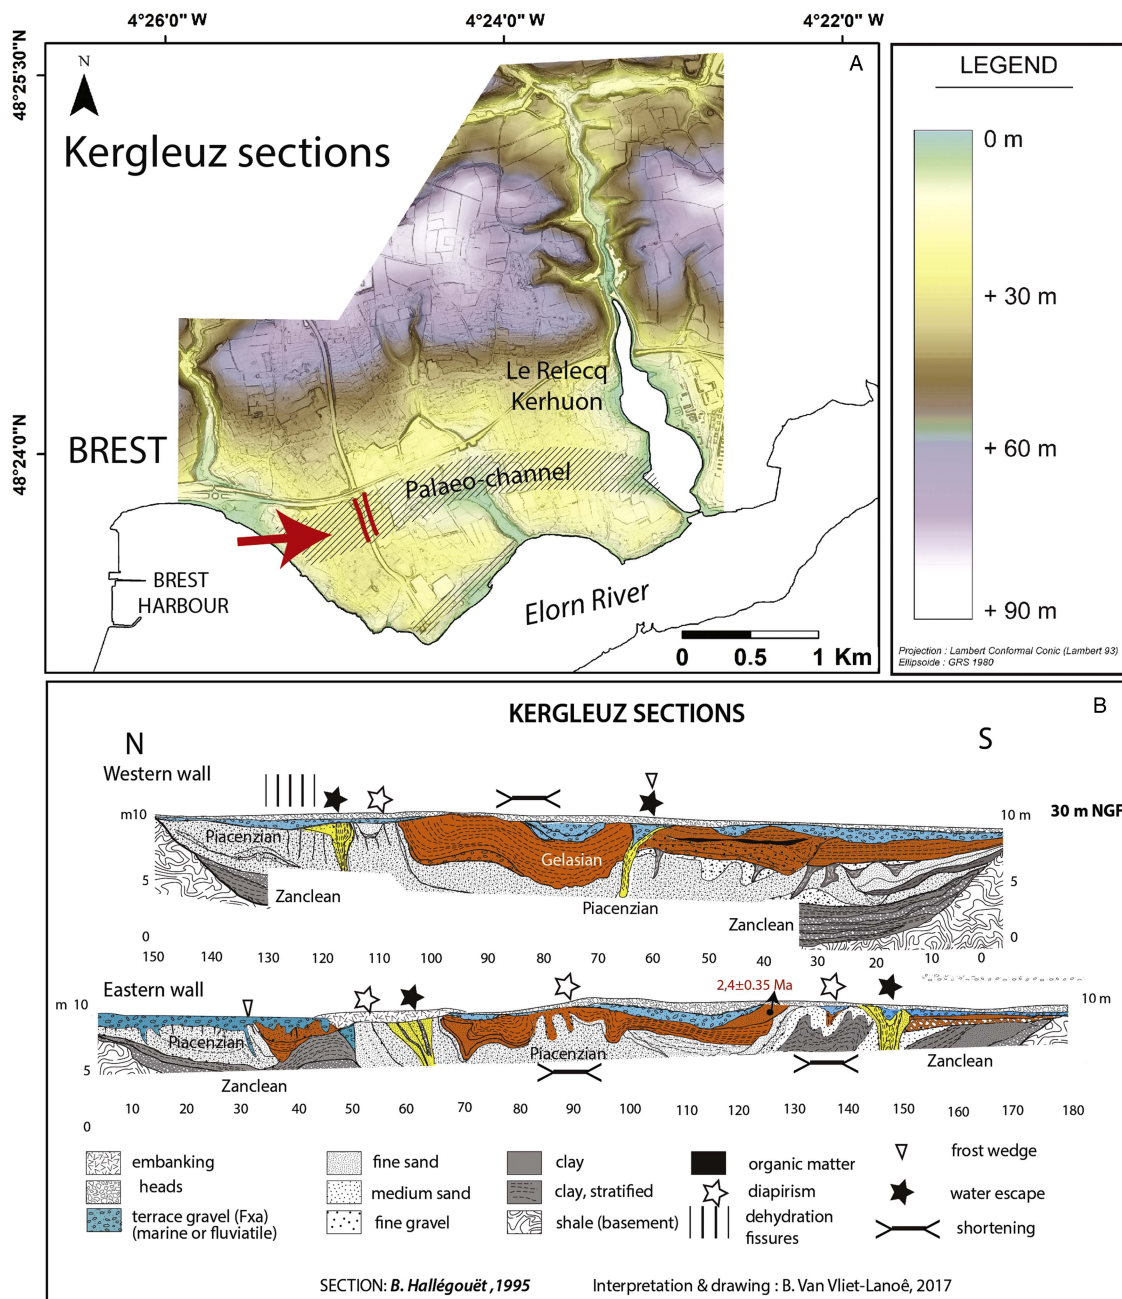 4°26'0" W
4°24'0" W
4°22'0" W
48°25'30"N
48°24'0"N
A
N
Kergleuz sections
Le Relecq
Kerhuon
BREST
Palaeo-channel
BREST
HARBOUR
Elorn River
0 0.5 1 Km
LEGEND
0 m
+ 30 m
+ 60 m
+ 90 m
Projection : Lambert Conformal Conic (Lambert 93)
Ellipsoide : GRS 1980
B
KERGLEUZ SECTIONS
N
S
Western wall
m10
10 m
30 m NGF
Piacenzian
Gelasian
5
5
Zanclean
Piacenzian
Zanclean
0
0
150 140 130 120 110 100 90 80 70 60 50 40 30 20 10 0
Eastern wall
2,4±0.35 Ma
m 10
10 m
Piacenzian
Piacenzian
5
Zanclean
Zanclean
10 20 30 40 50 60 70 80 90 100 110 120 130 140 150 160 170 180
0
embanking
heads
terrace gravel (Fxa)
(marine or fluviatile)
fine sand
medium sand
fine gravel
clay
clay, stratified
shale (basement)
organic matter
diapirism
dehydration
fissures
frost wedge
water escape
shortening
SECTION: B. Hallégouët ,1995
Interpretation & drawing : B. Van Vliet-Lanoê, 2017